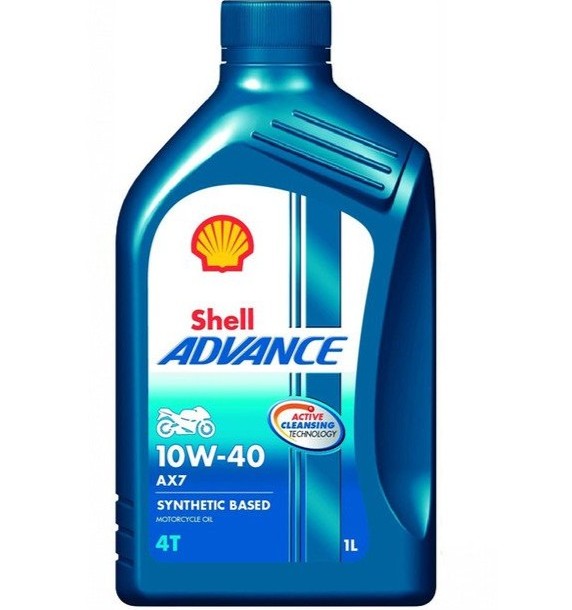 Shell
ADVANCE
ACTIVE
CLEANSING
TECHNOLOGY
10W-40
AX7
SYNTHETIC BASED
MOTORCYCLE OIL
4T 1L